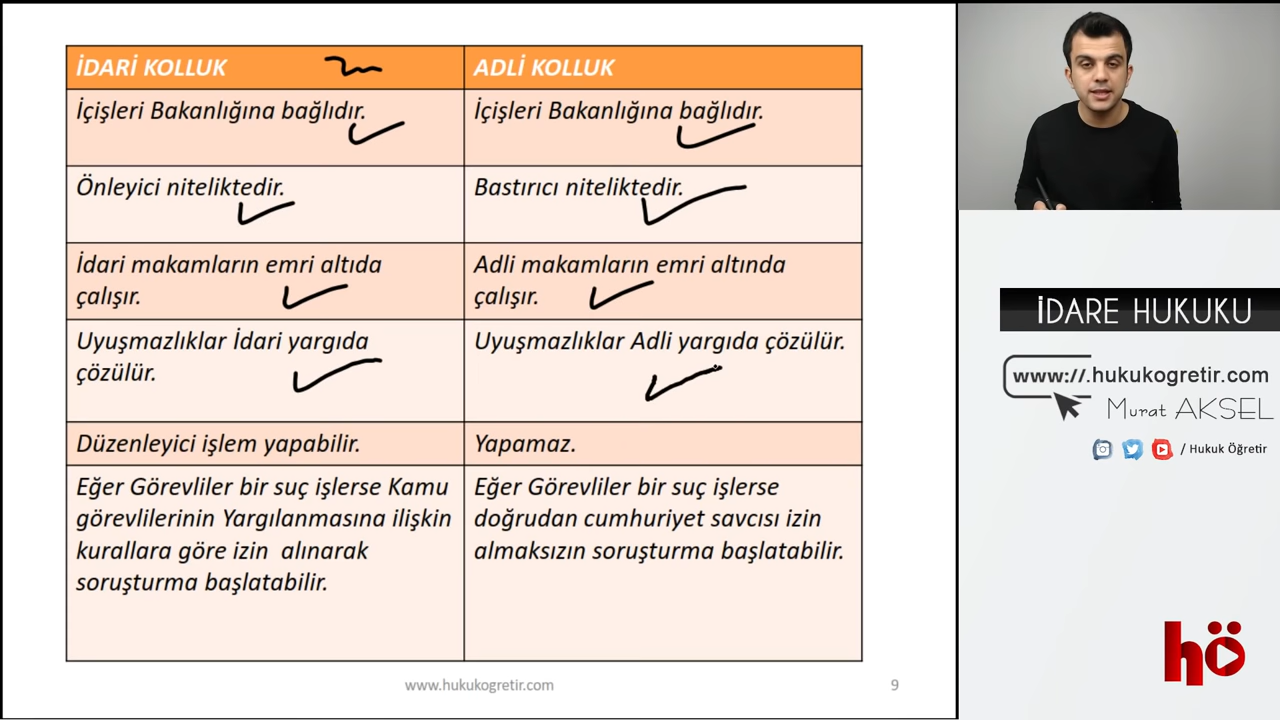 İDARİ KOLLUK
ADLİ KOLLUK
İçişleri Bakanlığına bağlıdır.
İçişleri Bakanlığına bağlıdır.
Önleyici niteliktedir.
Bastırıcı niteliktedir.
İdari makamların emri altıda
çalışır.
Adli makamların emri altında
çalışır.
Uyuşmazlıklar İdari yargıda
çözülür.
Uyuşmazlıklar Adli yargıda çözülür.
Düzenleyici işlem yapabilir.
Yapamaz.
Eğer Görevliler bir suç işlerse Kamu
görevlilerinin Yargılanmasına ilişkin
kurallara göre izin alınarak
soruşturma başlatabilir.
Eğer Görevliler bir suç işlerse
doğrudan cumhuriyet savcısı izin
almaksızın soruşturma başlatabilir.
www.hukukogretir.com
9
İDARE HUKUKU
www://.hukukogretir.com
Murat AKSEL
/ Hukuk Öğretir
hö